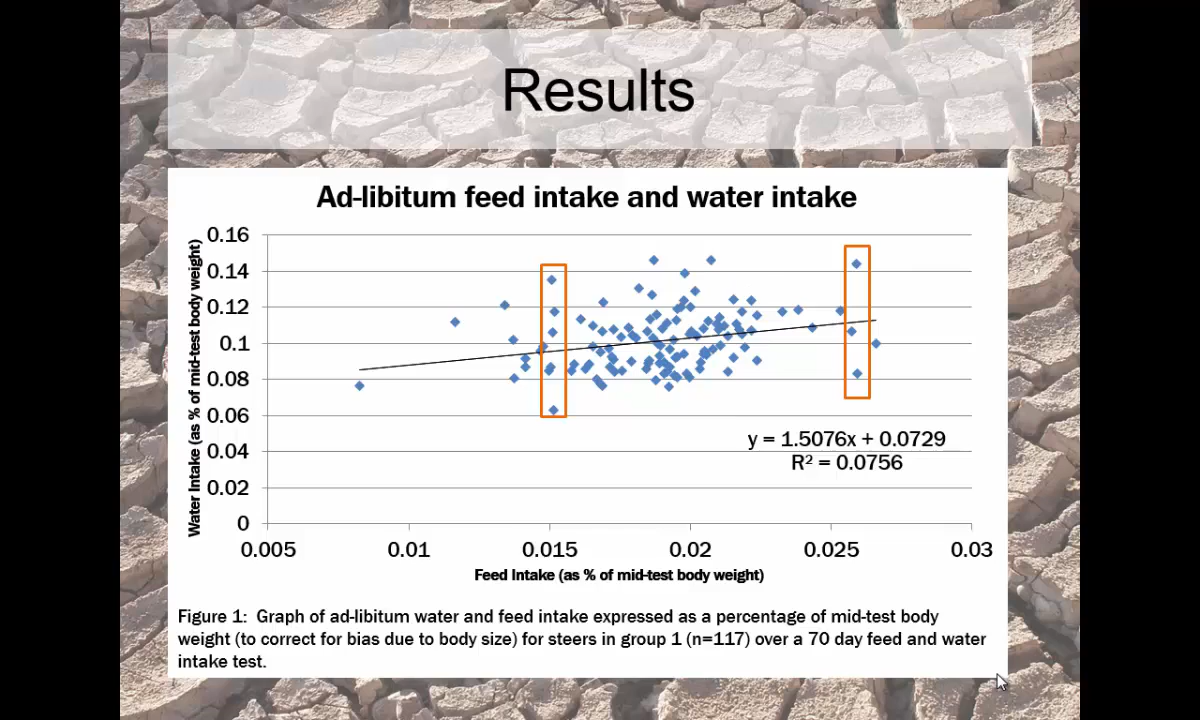 Results
Ad-libitum feed intake and water intake
Water Intake (as % of mid-test body weight)
0.16
0.14
0.12
0.1
0.08
0.06
0.04
0.02
0
y = 1.5076x + 0.0729
R² = 0.0756
0.005 0.01 0.015 0.02 0.025 0.03
Feed Intake (as % of mid-test body weight)
Figure 1: Graph of ad-libitum water and feed intake expressed as a percentage of mid-test body
weight (to correct for bias due to body size) for steers in group 1 (n=117) over a 70 day feed and water
intake test.